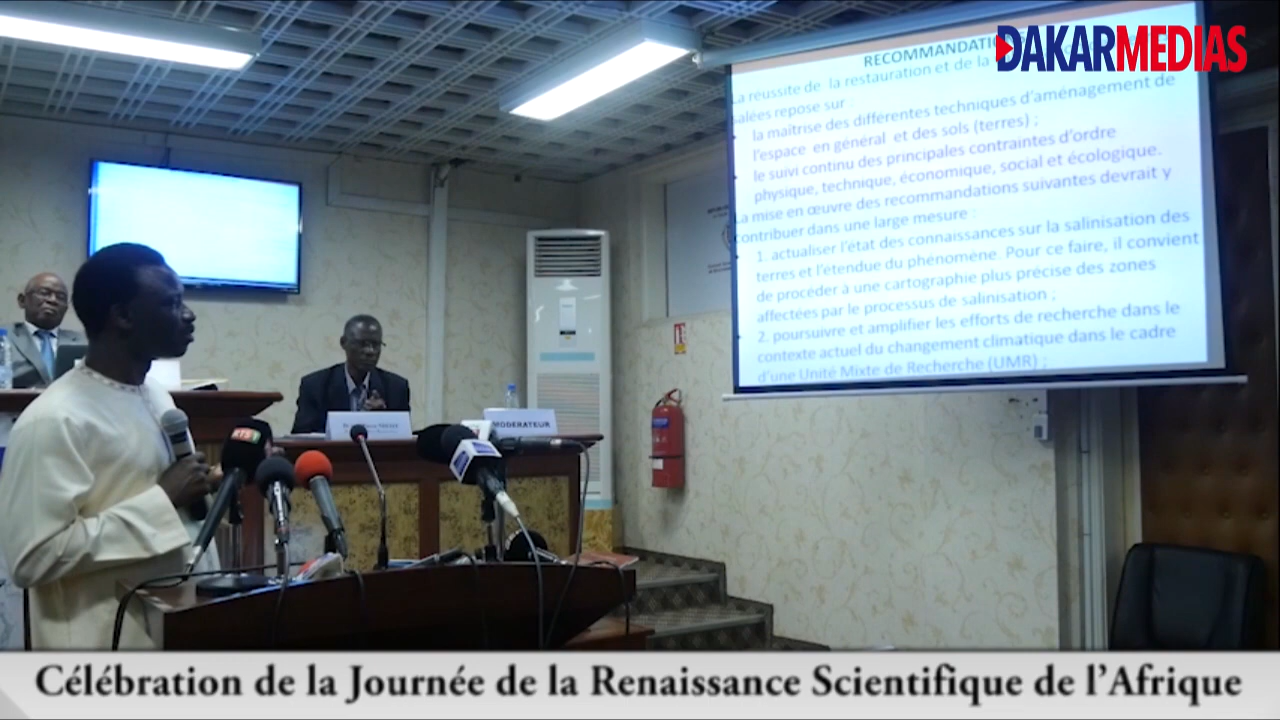 DAKARMEDIAS
RECOMMANDATI
La réussite de la restauration et de la
salées repose sur
la maîtrise des différentes techniques d'aménagement de
l'espace en général et des sols (terres) ;
le suivi continu des principales contraintes d'ordre
physique, technique, économique, social et écologique.
La mise en œuvre des recommandations suivantes devrait y
contribuer dans une large mesure :
1. actualiser l'état des connaissances sur la salinisation des
terres et l'étendue du phénomène. Pour ce faire, il convient
de procéder à une cartographie plus précise des zones
affectées par le processus de salinisation ;
2. poursuivre et amplifier les efforts de recherche dans le
contexte actuel du changement climatique dans le cadre
d'une Unité Mixte de Recherche (UMR) ;
MODERATEUR
RTS1
Célébration de la Journée de la Renaissance Scientifique de l'Afrique